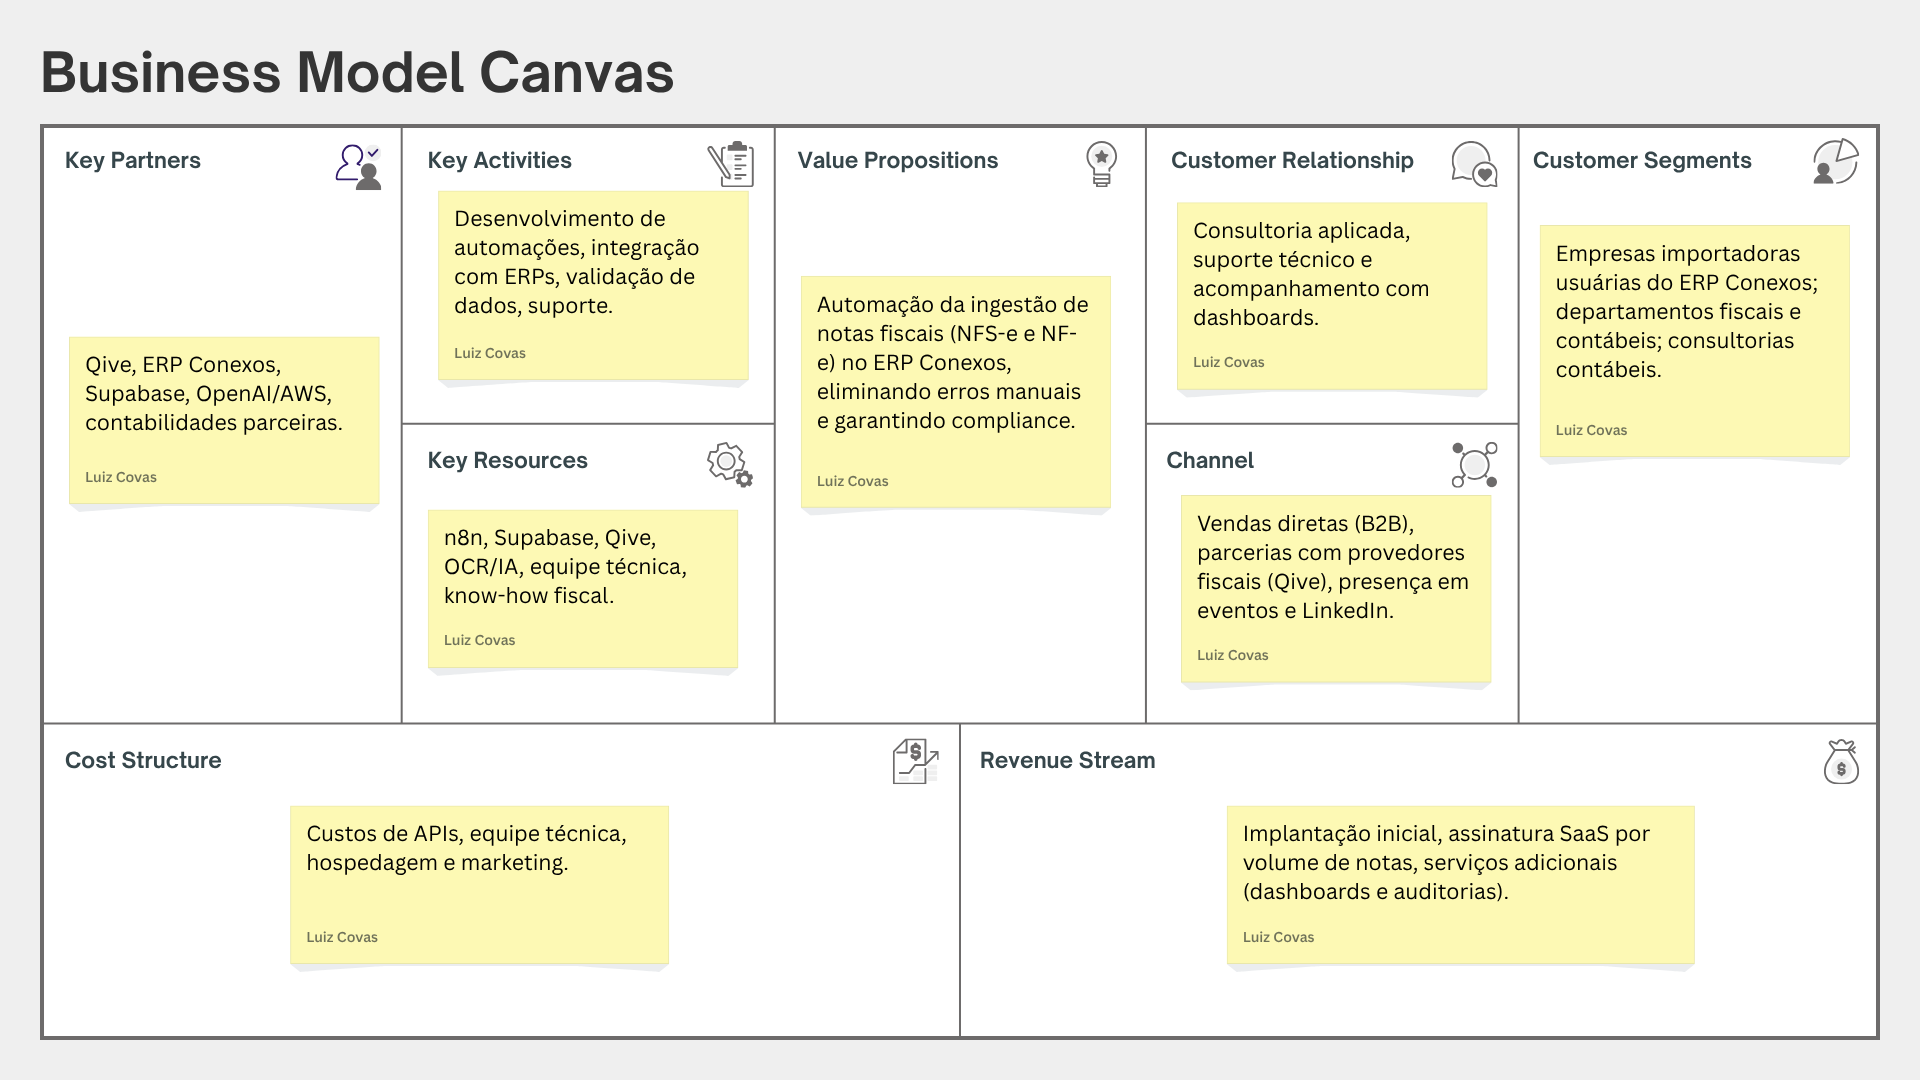 Business Model Canvas
Key Partners
Qive, ERP Conexos,
Supabase, OpenAI/AWS,
contabilidades parceiras.
Luiz Covas
Key Activities
Desenvolvimento de
automações, integração
com ERPs, validação de
dados, suporte.
Luiz Covas
Key Resources
n8n, Supabase, Qive,
OCR/IA, equipe técnica,
know-how fiscal.
Luiz Covas
Value Propositions
Automação da ingestão de
notas fiscais (NFS-e e NF-
e) no ERP Conexos,
eliminando erros manuais
e garantindo compliance.
Luiz Covas
Customer Relationship
Consultoria aplicada,
suporte técnico e
acompanhamento com
dashboards.
Luiz Covas
Channel
Vendas diretas (B2B),
parcerias com provedores
fiscais (Qive), presença em
eventos e LinkedIn.
Luiz Covas
Customer Segments
Empresas importadoras
usuárias do ERP Conexos;
departamentos fiscais e
contábeis; consultorias
contábeis.
Luiz Covas
Cost Structure
$
Custos de APIs, equipe técnica,
hospedagem e marketing.
Luiz Covas
Revenue Stream
$
Implantação inicial, assinatura SaaS por
volume de notas, serviços adicionais
(dashboards e auditorias).
Luiz Covas